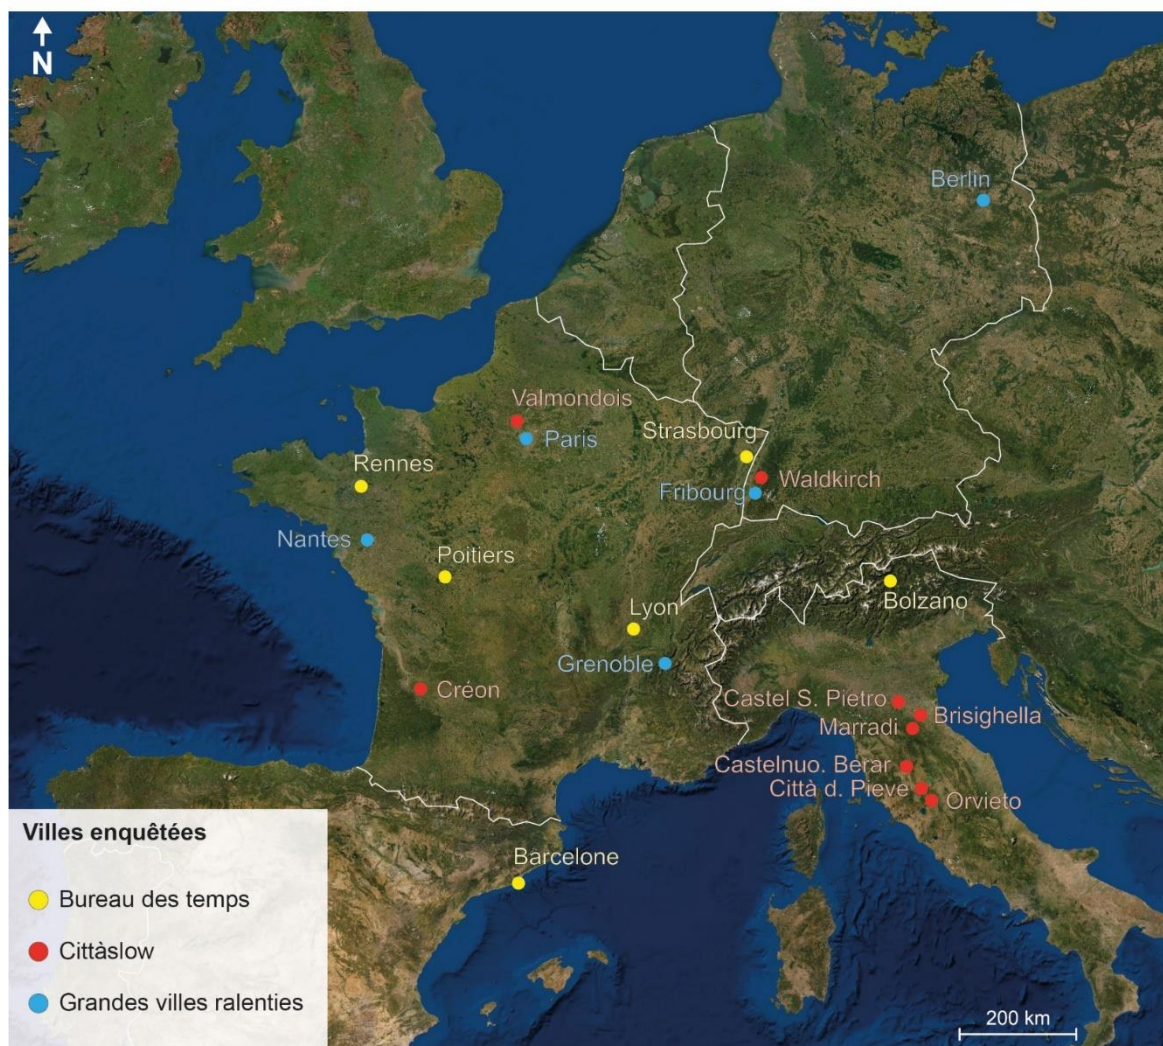 N
Berlin
Valmondois
Paris
Strasbourg
Rennes
Waldkirch
Fribourg
Nantes
Poitiers
Bolzano
Lyon
Grenoble
Créon
Castel S. Pietro
Brisighella
Marradi
Castelnuo. Berar
Città d. Pieve
Orvieto
Barcelone
Villes enquêtées
Bureau des temps
Cittàslow
Grandes villes ralenties
200 km